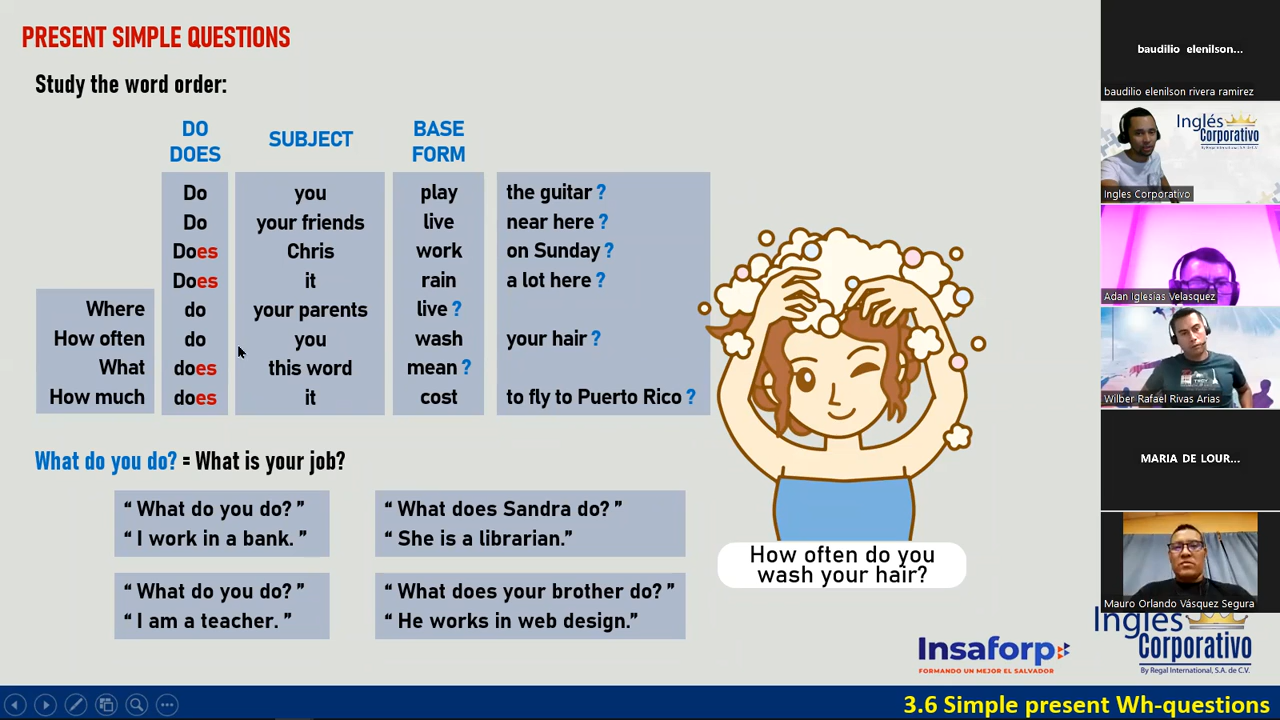 PRESENT SIMPLE QUESTIONS
Study the word order:
DO
DOES
SUBJECT
BASE
FORM
Do you play the guitar ?
Do your friends live near here ?
Does Chris work on Sunday ?
Does it rain a lot here ?
Where do your parents live ?
How often do you wash your hair ?
What does this word mean ?
How much does it cost to fly to Puerto Rico ?
What do you do? = What is your job?
“ What do you do? ”
“ I work in a bank. ”
“ What does Sandra do? ”
“ She is a librarian.”
“ What do you do? ”
“ I am a teacher. ”
“ What does your brother do? ”
“ He works in web design.”
How often do you
wash your hair?
Insaforp
FORMANDO UN MEJOR EL SALVADOR
Inglés
Corporativo
By Regal International, S.A. de C.V.
3.6 Simple present Wh-questions
baudilio elenilson...
baudilio elenilson rivera ramirez
Inglés
Corporativo
Ingles Corporativo
Adan Iglesias Velasquez
Wilber Rafael Rivas Arias
MARIA DE LOUR...
Mauro Orlando Vásquez Segura